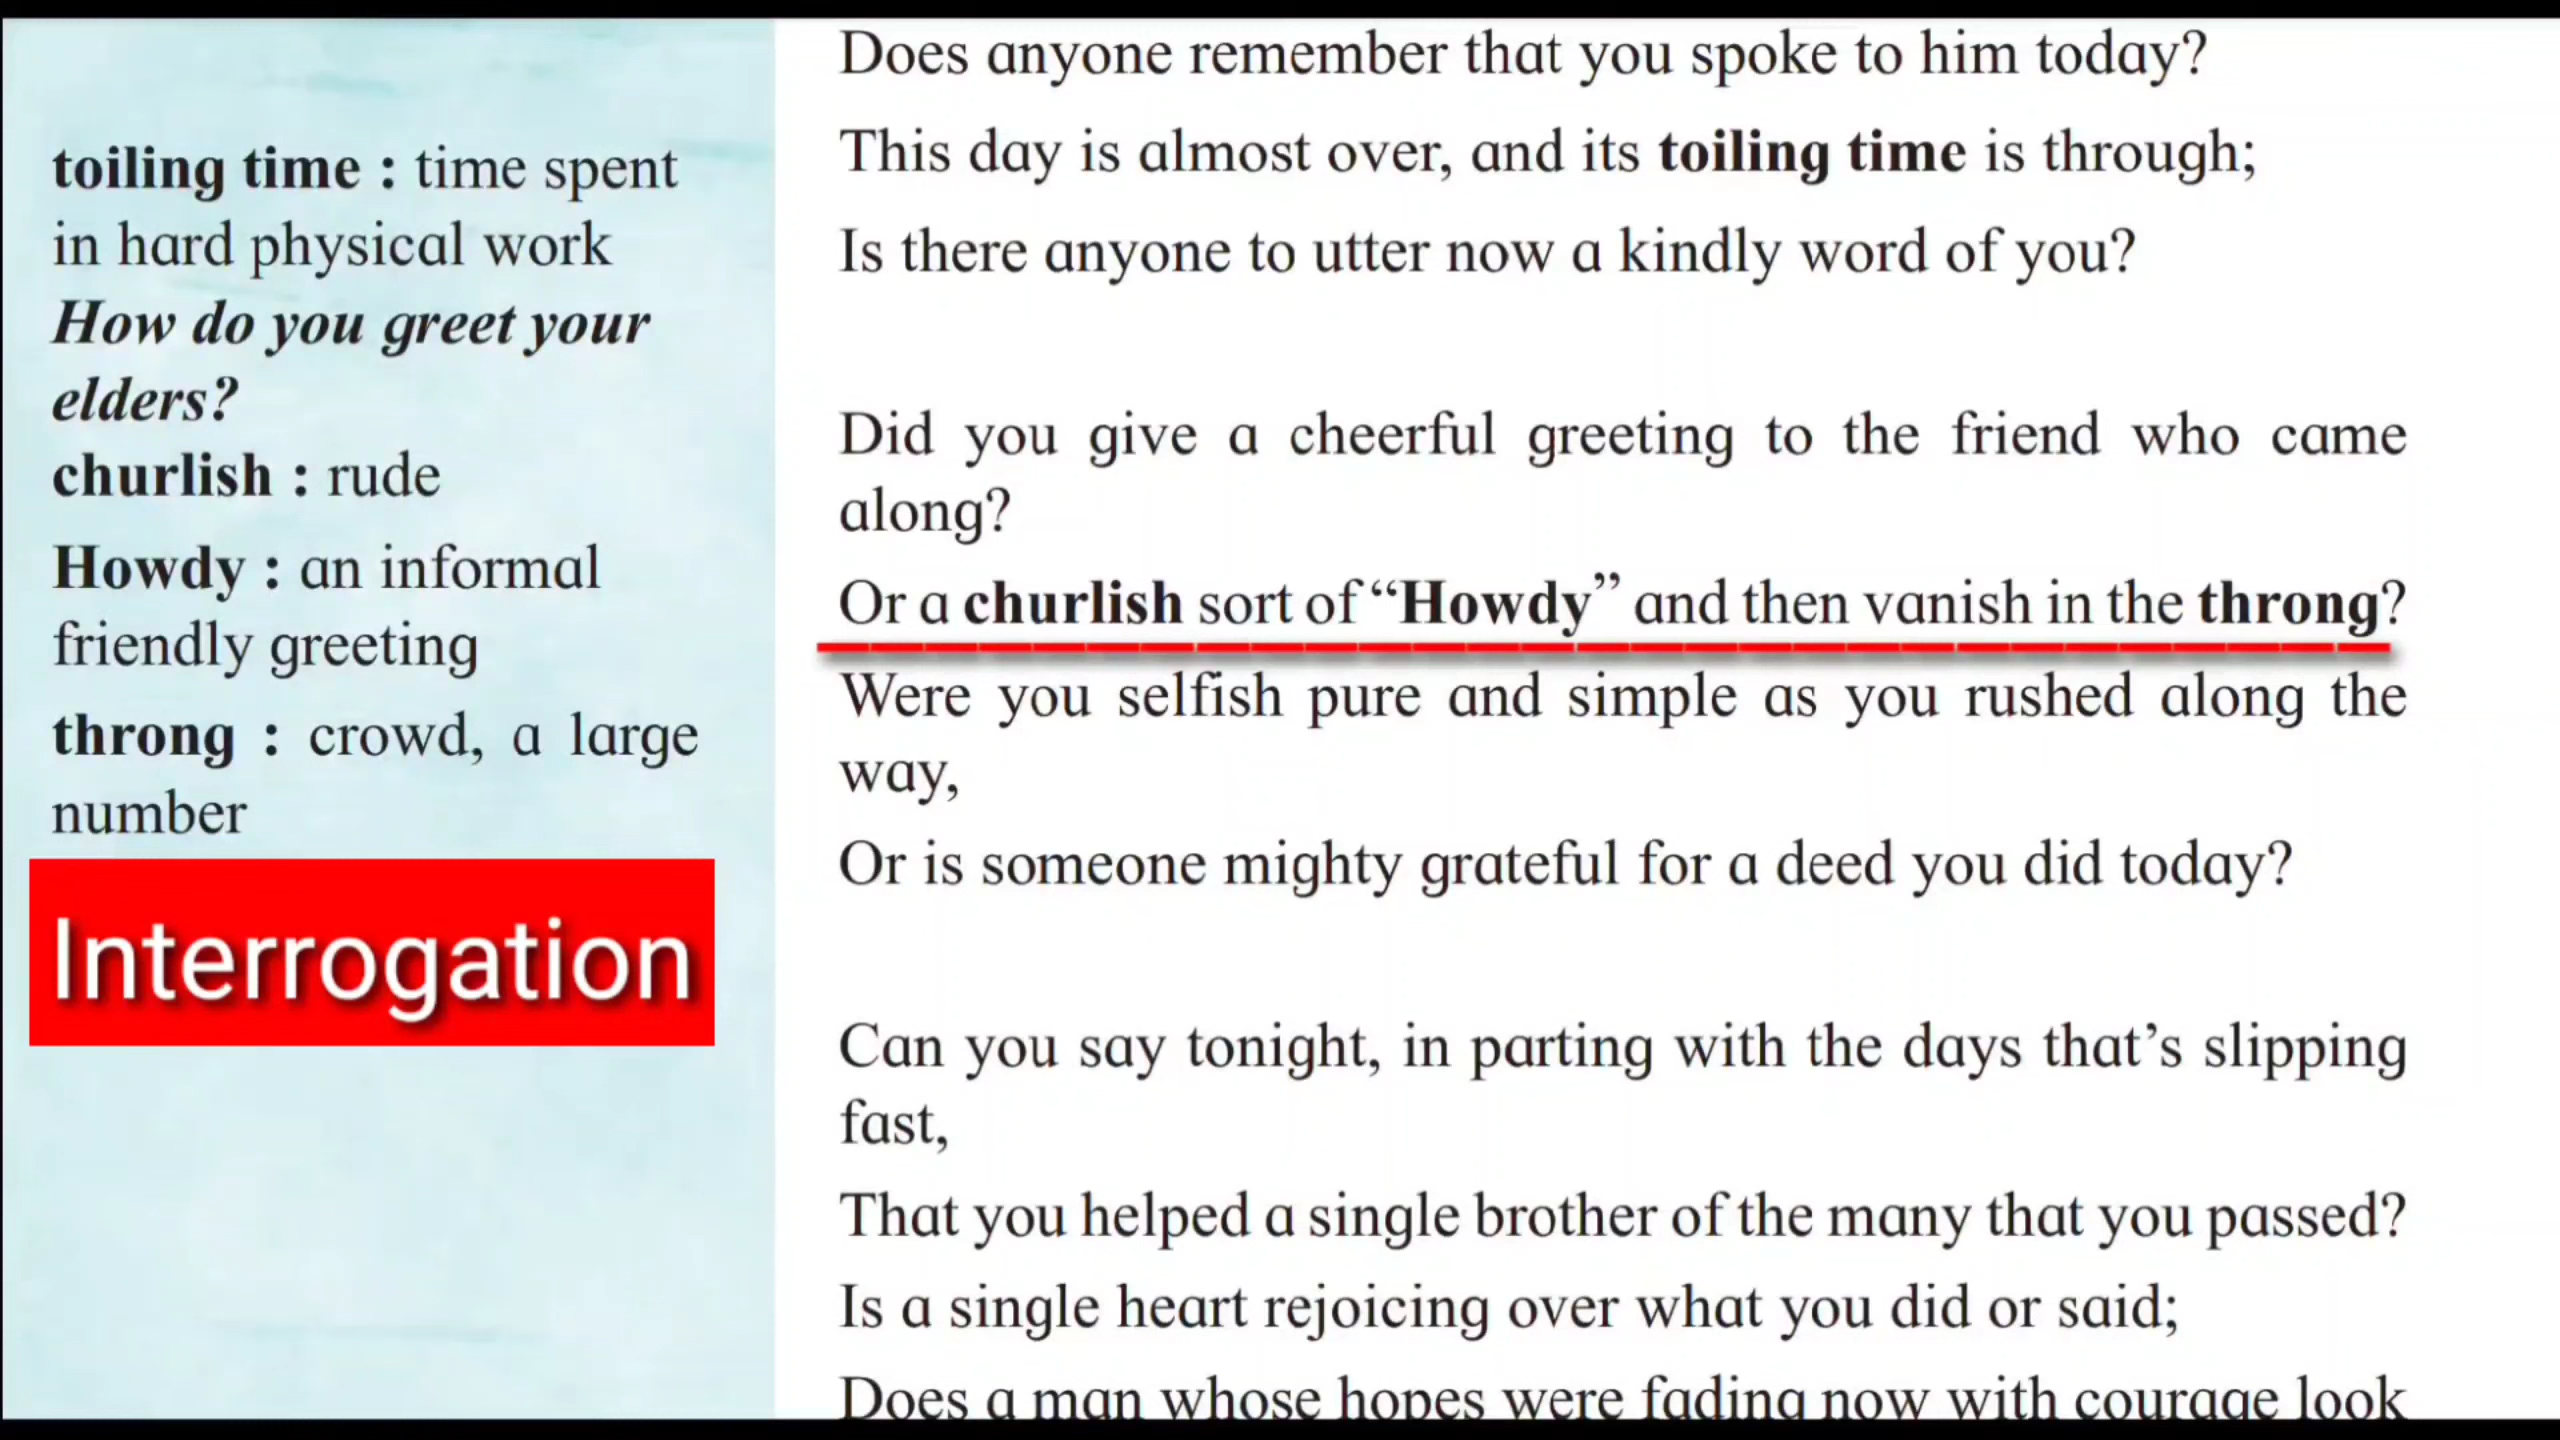 toiling time : time spent
in hard physical work
How do you greet your
elders?
churlish : rude
Howdy : an informal
friendly greeting
throng : crowd, a large
number
Interrogation
Does anyone remember that you spoke to him today?
This day is almost over, and its toiling time is through;
Is there anyone to utter now a kindly word of you?
Did you give a cheerful greeting to the friend who came
along?
Or a churlish sort of “Howdy” and then vanish in the throng?
Were you selfish pure and simple as you rushed along the
way,
Or is someone mighty grateful for a deed you did today?
Can you say tonight, in parting with the days that’s slipping
fast,
That you helped a single brother of the many that you passed?
Is a single heart rejoicing over what you did or said;
Does a man whose hopes were fading now with courage look